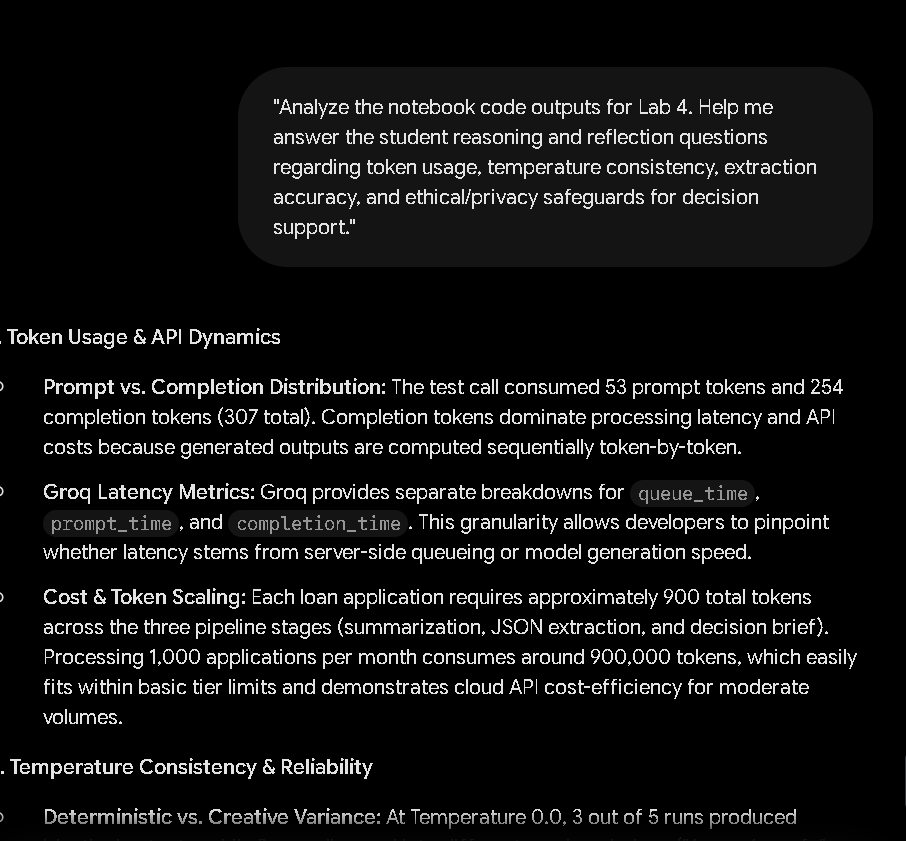 "Analyze the notebook code outputs for Lab 4. Help me
answer the student reasoning and reflection questions
regarding token usage, temperature consistency, extraction
accuracy, and ethical/privacy safeguards for decision
support."
. Token Usage & API Dynamics
Prompt vs. Completion Distribution: The test call consumed 53 prompt tokens and 254
completion tokens (307 total). Completion tokens dominate processing latency and API
costs because generated outputs are computed sequentially token-by-token.
Groq Latency Metrics: Groq provides separate breakdowns for queue_time,
prompt_time, and completion_time. This granularity allows developers to pinpoint
whether latency stems from server-side queueing or model generation speed.
Cost & Token Scaling: Each loan application requires approximately 900 total tokens
across the three pipeline stages (summarization, JSON extraction, and decision brief).
Processing 1,000 applications per month consumes around 900,000 tokens, which easily
fits within basic tier limits and demonstrates cloud API cost-efficiency for moderate
volumes.
. Temperature Consistency & Reliability
Deterministic vs. Creative Variance: At Temperature 0.0, 3 out of 5 runs produced